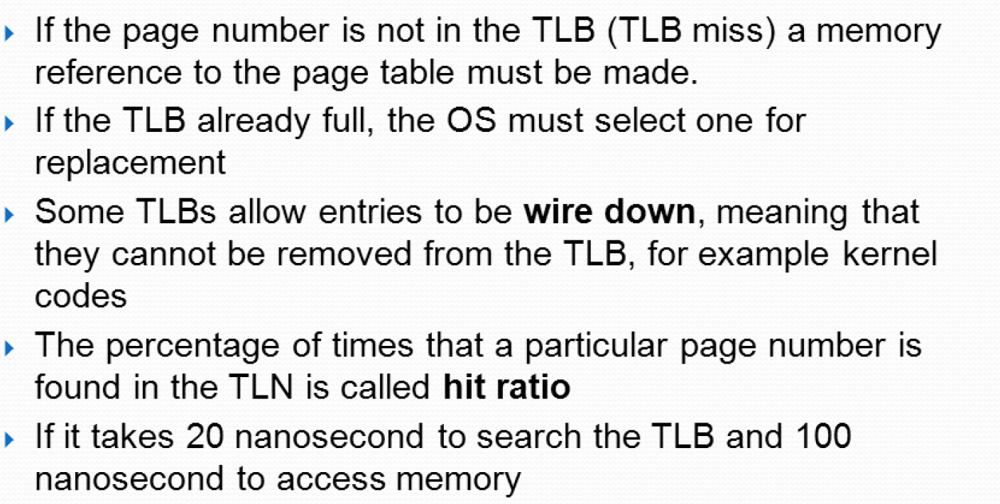 If the page number is not in the TLB (TLB miss) a memory
reference to the page table must be made.
If the TLB already full, the OS must select one for
replacement
Some TLBs allow entries to be wire down, meaning that
they cannot be removed from the TLB, for example kernel
codes
The percentage of times that a particular page number is
found in the TLN is called hit ratio
If it takes 20 nanosecond to search the TLB and 100
nanosecond to access memory